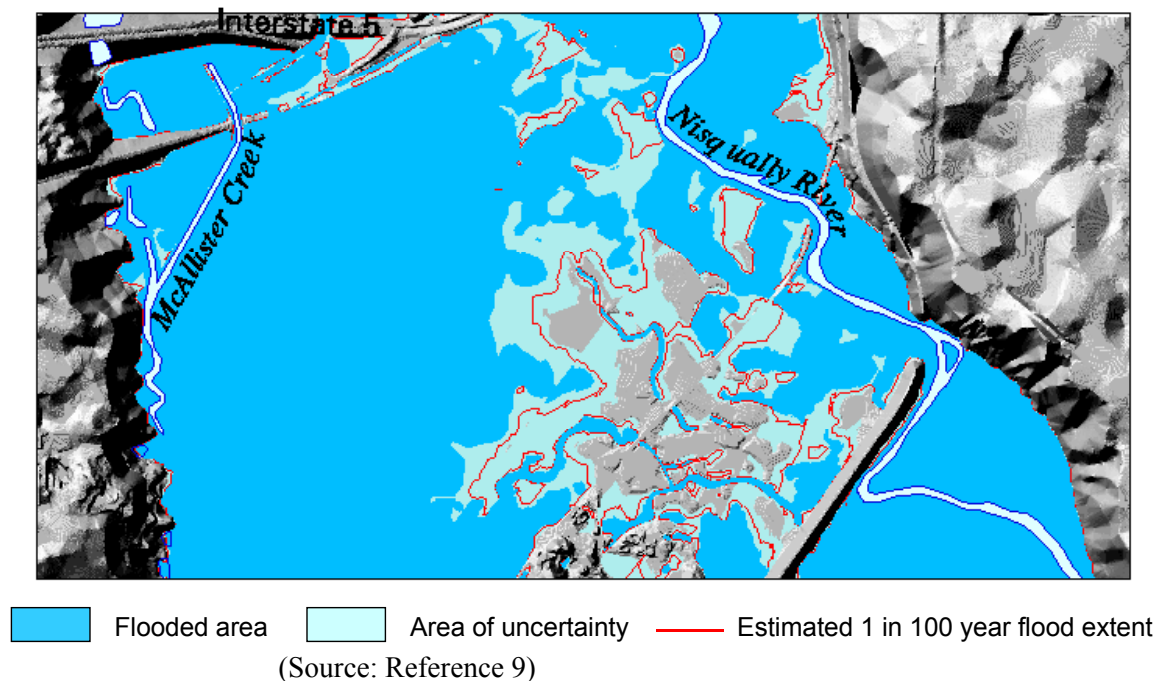 Interstate 5
Nisqually River
McAllister Creek
Flooded area
Area of uncertainty
Estimated 1 in 100 year flood extent
(Source: Reference 9)